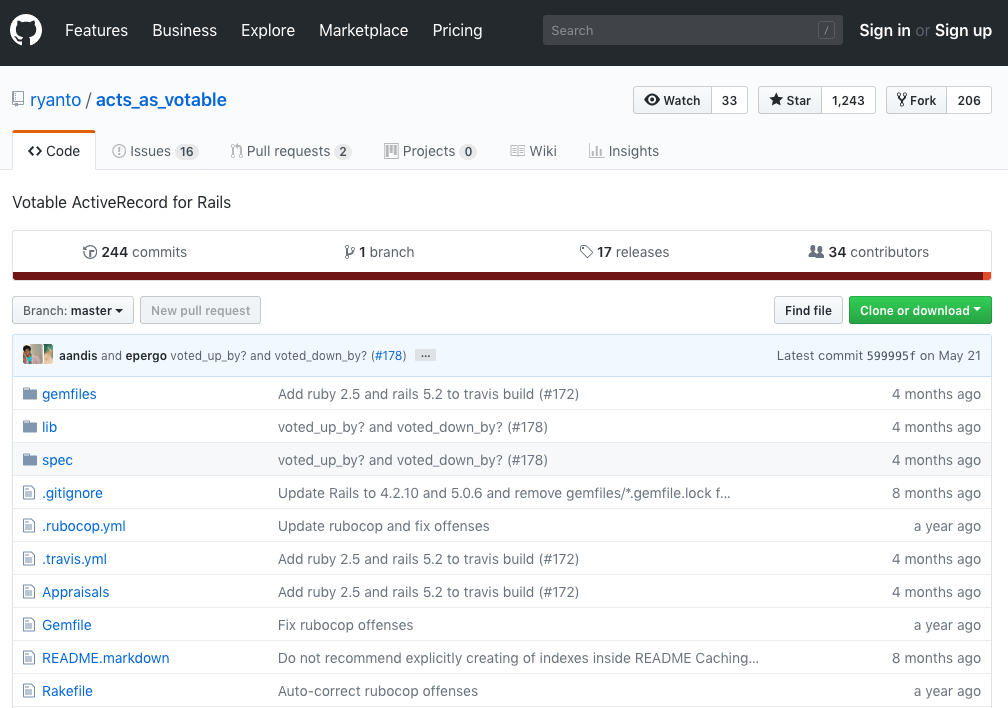 Features Business Explore Marketplace Pricing Search / Sign in or Sign up
ryanto / acts_as_votable Watch 33 Star 1,243 Fork 206
Code Issues 16 Pull requests 2 Projects 0 Wiki Insights
Votable ActiveRecord for Rails
244 commits 1 branch 17 releases 34 contributors
Branch: master New pull request Find file Clone or download
aandis and epergo voted_up_by? and voted_down_by? (#178) … Latest commit 599995f on May 21
gemfiles Add ruby 2.5 and rails 5.2 to travis build (#172) 4 months ago
lib voted_up_by? and voted_down_by? (#178) 4 months ago
spec voted_up_by? and voted_down_by? (#178) 4 months ago
.gitignore Update Rails to 4.2.10 and 5.0.6 and remove gemfiles/*.gemfile.lock f… 8 months ago
.rubocop.yml Update rubocop and fix offenses a year ago
.travis.yml Add ruby 2.5 and rails 5.2 to travis build (#172) 4 months ago
Appraisals Add ruby 2.5 and rails 5.2 to travis build (#172) 4 months ago
Gemfile Fix rubocop offenses a year ago
README.markdown Do not recommend explicitly creating of indexes inside README Caching… 8 months ago
Rakefile Auto-correct rubocop offenses a year ago